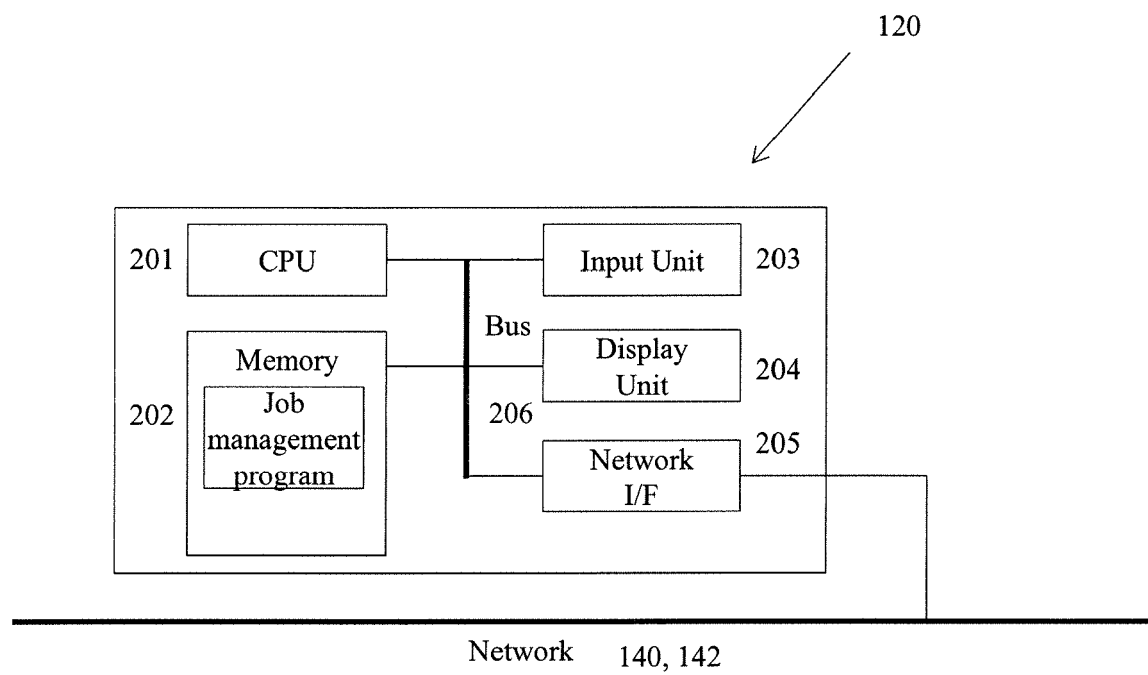 120
201
CPU
Input Unit
203
Bus
Memory
Display
Unit
204
202
Job
management
program
206
205
Network
I/F
Network
140, 142